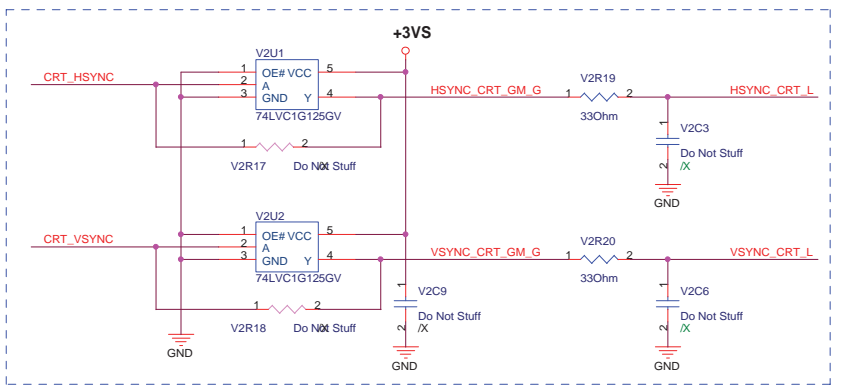 +3VS
V2U1
CRT_HSYNC
1 OE# VCC 5
2 A
3 GND Y 4
74LVC1G125GV
HSYNC_CRT_GM_G
V2R19
1 2
33Ohm
HSYNC_CRT_L
1 2
V2R17 Do Not Stuff /X
1
V2C3
Do Not Stuff
2 /X
GND
V2U2
CRT_VSYNC
1 OE# VCC 5
2 A
3 GND Y 4
74LVC1G125GV
VSYNC_CRT_GM_G
V2R20
1 2
33Ohm
VSYNC_CRT_L
1 2
V2R18 Do Not Stuff /X
1
V2C9
Do Not Stuff
2 /X
1
V2C6
Do Not Stuff
2 /X
GND
GND
GND